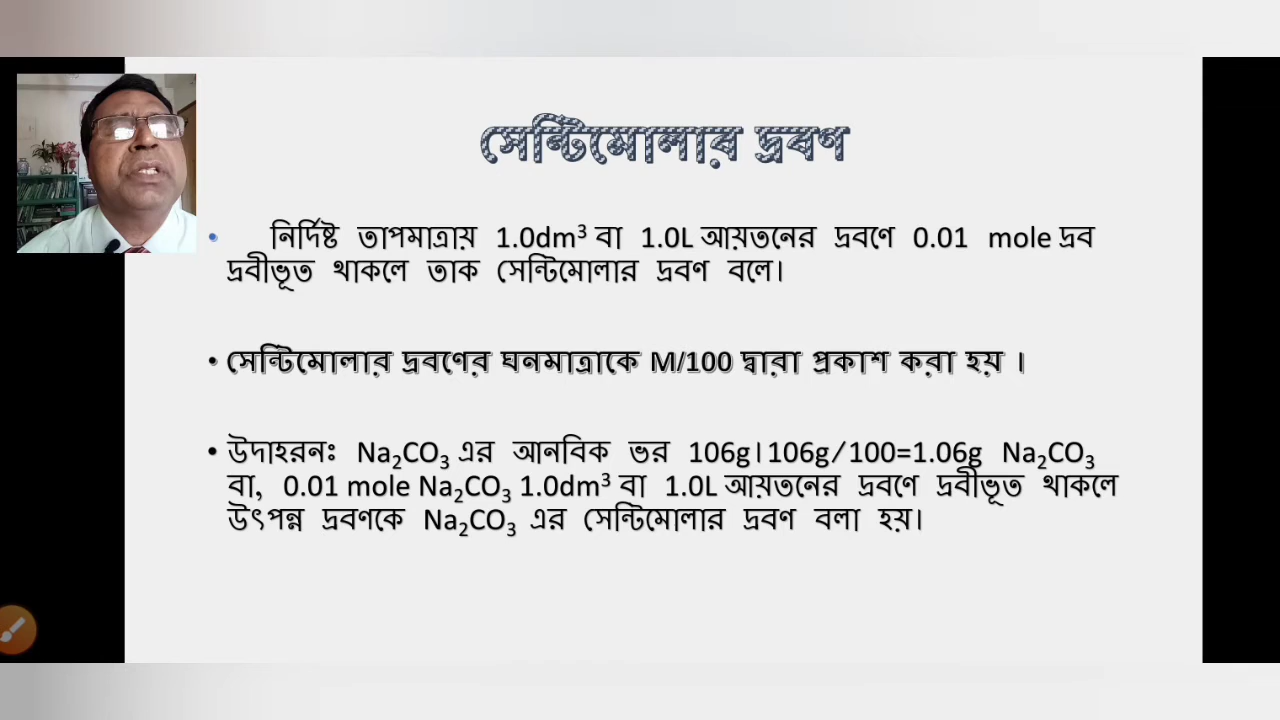 সেন্টিমোলার দ্রবণ
• নির্দিষ্ট তাপমাত্রায় 1.0dm³ বা 1.0L আয়তনের দ্রবণে 0.01 mole দ্রব
দ্রবীভূত থাকলে তাক সেন্টিমোলার দ্রবণ বলে।
• সেন্টিমোলার দ্রবণের ঘনমাত্রাকে M/100 দ্বারা প্রকাশ করা হয় ।
• উদাহরনঃ Na₂CO₃ এর আনবিক ভর 106g। 106g/100=1.06g Na₂CO₃
বা, 0.01 mole Na₂CO₃ 1.0dm³ বা 1.0L আয়তনের দ্রবণে দ্রবীভূত থাকলে
উৎপন্ন দ্রবণকে Na₂CO₃ এর সেন্টিমোলার দ্রবণ বলা হয়।